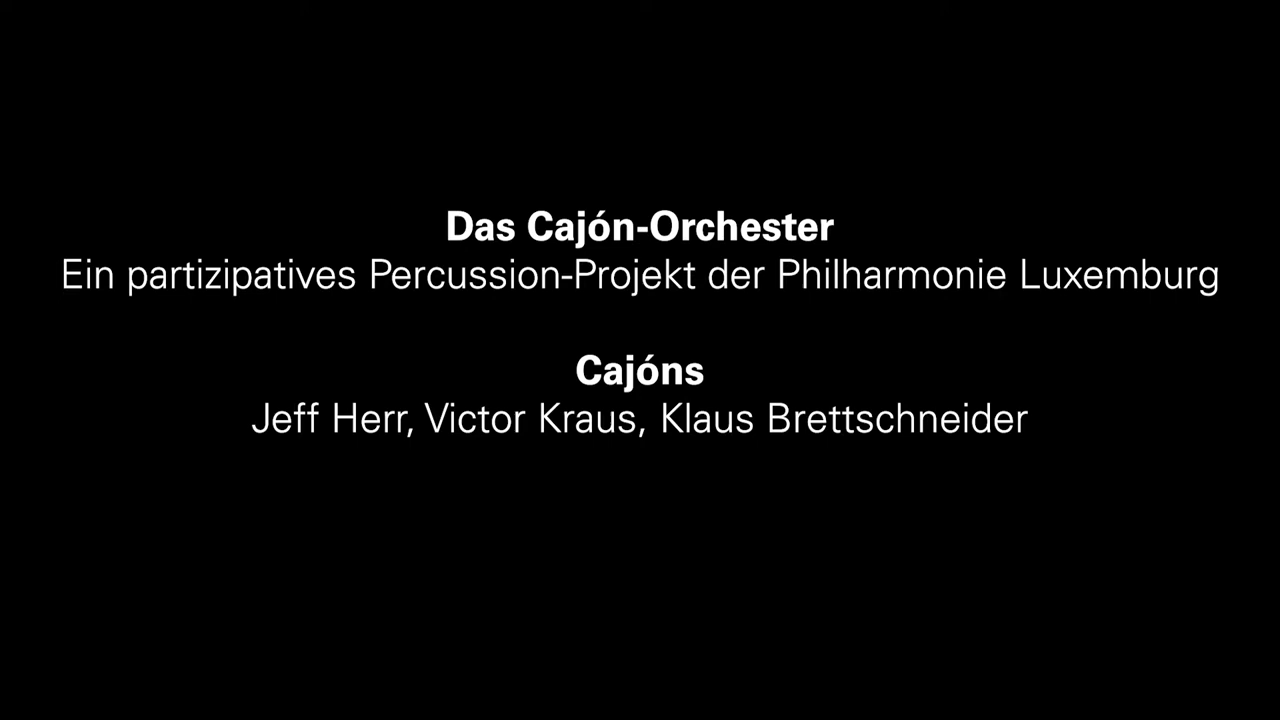 Das Cajón-Orchester
Ein partizipatives Percussion-Projekt der Philharmonie Luxemburg
Cajóns
Jeff Herr, Victor Kraus, Klaus Brettschneider